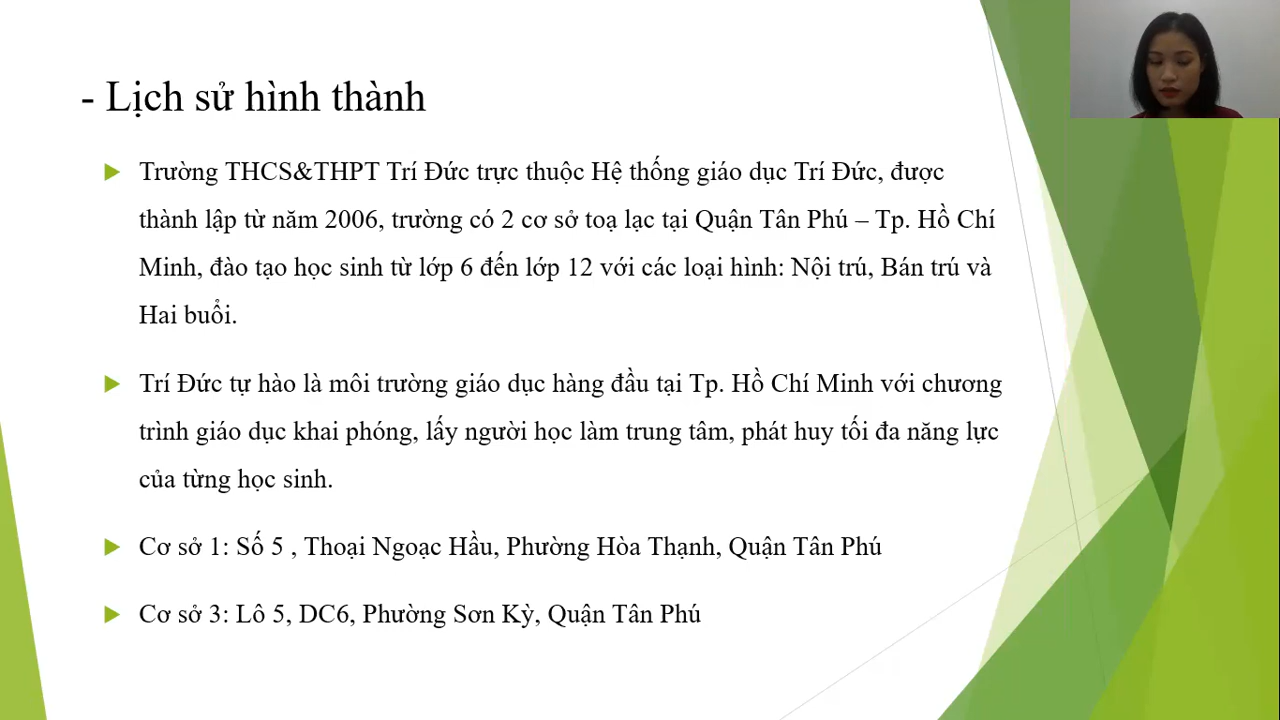 - Lịch sử hình thành
Trường THCS&THPT Trí Đức trực thuộc Hệ thống giáo dục Trí Đức, được
thành lập từ năm 2006, trường có 2 cơ sở toạ lạc tại Quận Tân Phú – Tp. Hồ Chí
Minh, đào tạo học sinh từ lớp 6 đến lớp 12 với các loại hình: Nội trú, Bán trú và
Hai buổi.
Trí Đức tự hào là môi trường giáo dục hàng đầu tại Tp. Hồ Chí Minh với chương
trình giáo dục khai phóng, lấy người học làm trung tâm, phát huy tối đa năng lực
của từng học sinh.
Cơ sở 1: Số 5 , Thoại Ngoạc Hầu, Phường Hòa Thạnh, Quận Tân Phú
Cơ sở 3: Lô 5, DC6, Phường Sơn Kỳ, Quận Tân Phú